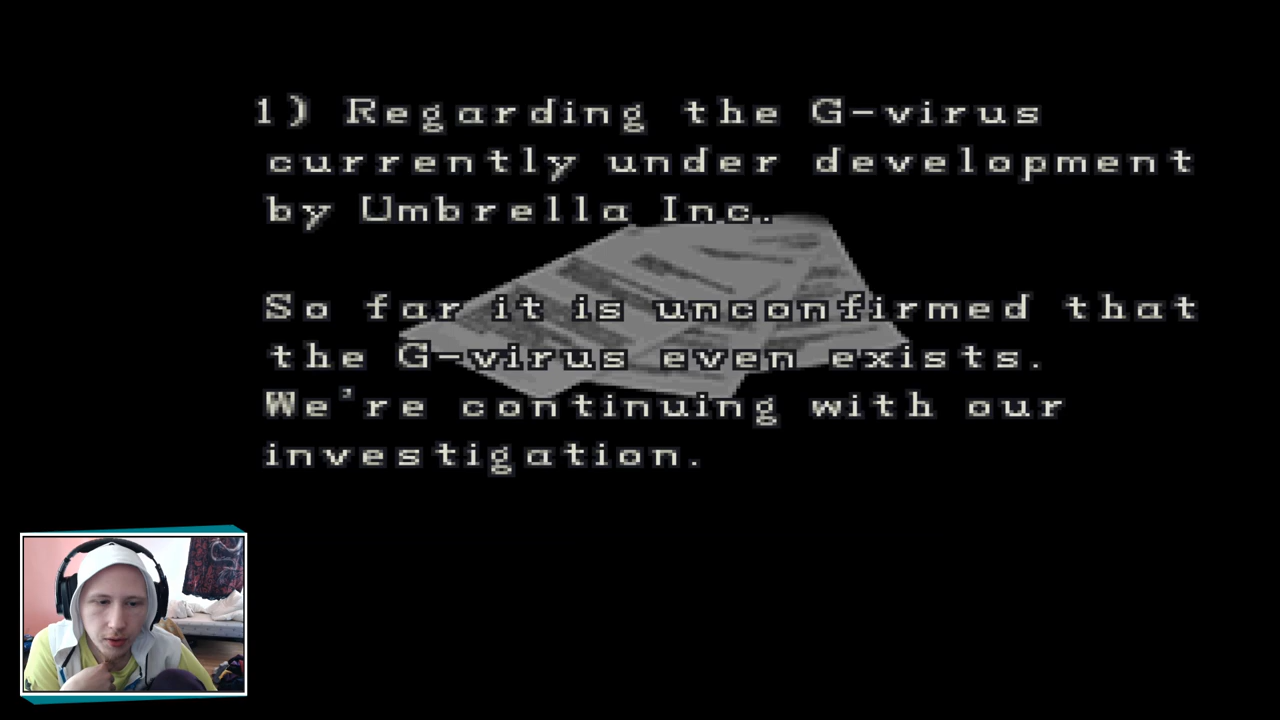 1) Regarding the G-virus
currently under development
by Umbrella Inc.
So far it is unconfirmed that
the G-virus even exists.
We're continuing with our
investigation.